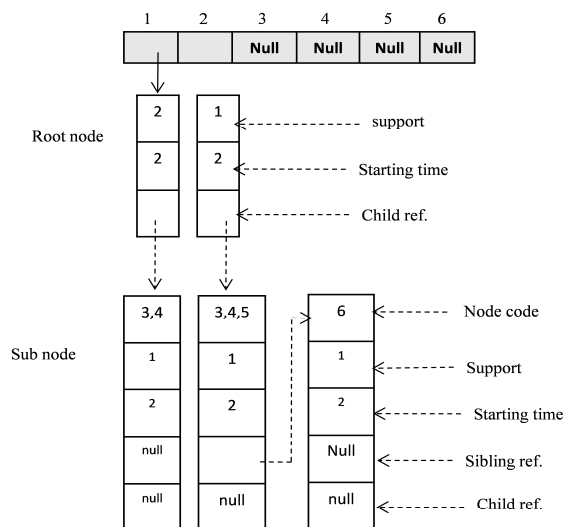 1 2 3 4 5 6
Null Null Null Null
2 1 support
Root node
2 2 Starting time
Child ref.
3,4 3,4,5 6 Node code
Sub node
1 1 1 Support
2 2 2 Starting time
null Null Sibling ref.
null null null Child ref.